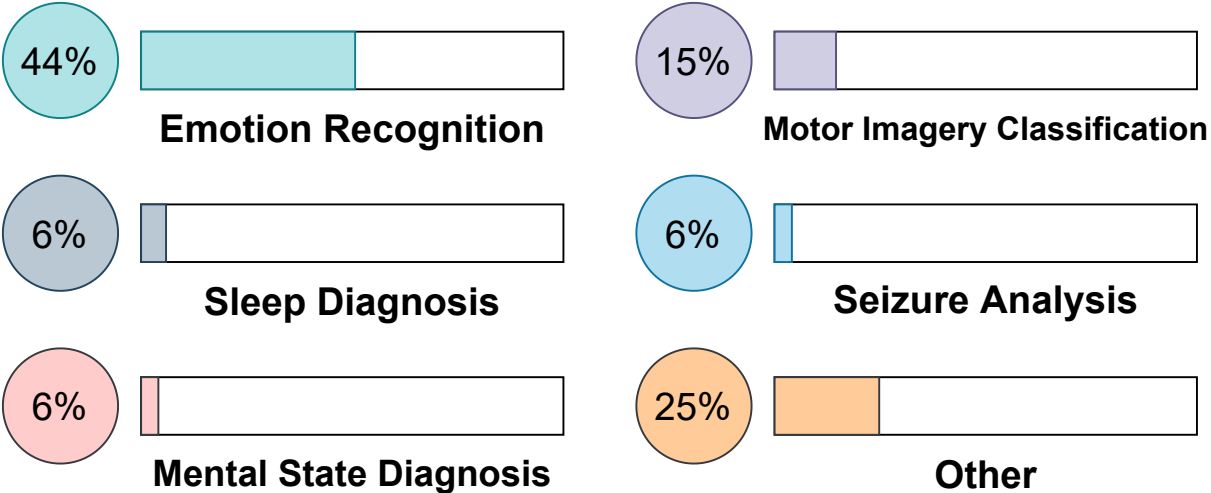 44%
Emotion Recognition
15%
Motor Imagery Classification
6%
Sleep Diagnosis
6%
Seizure Analysis
6%
Mental State Diagnosis
25%
Other